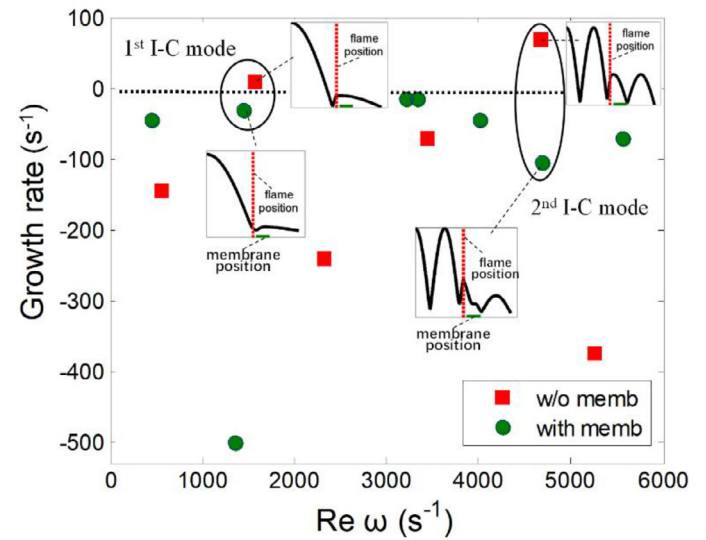 100
0
-100
-200
-300
-400
-500
0
1000
2000
3000
4000
5000
6000
Growth rate (s⁻¹)
Re ω (s⁻¹)
1ˢᵗ I-C mode
flame
position
flame
position
membrane
position
flame
position
flame
position
membrane
position
2ⁿᵈ I-C mode
w/o memb
with memb